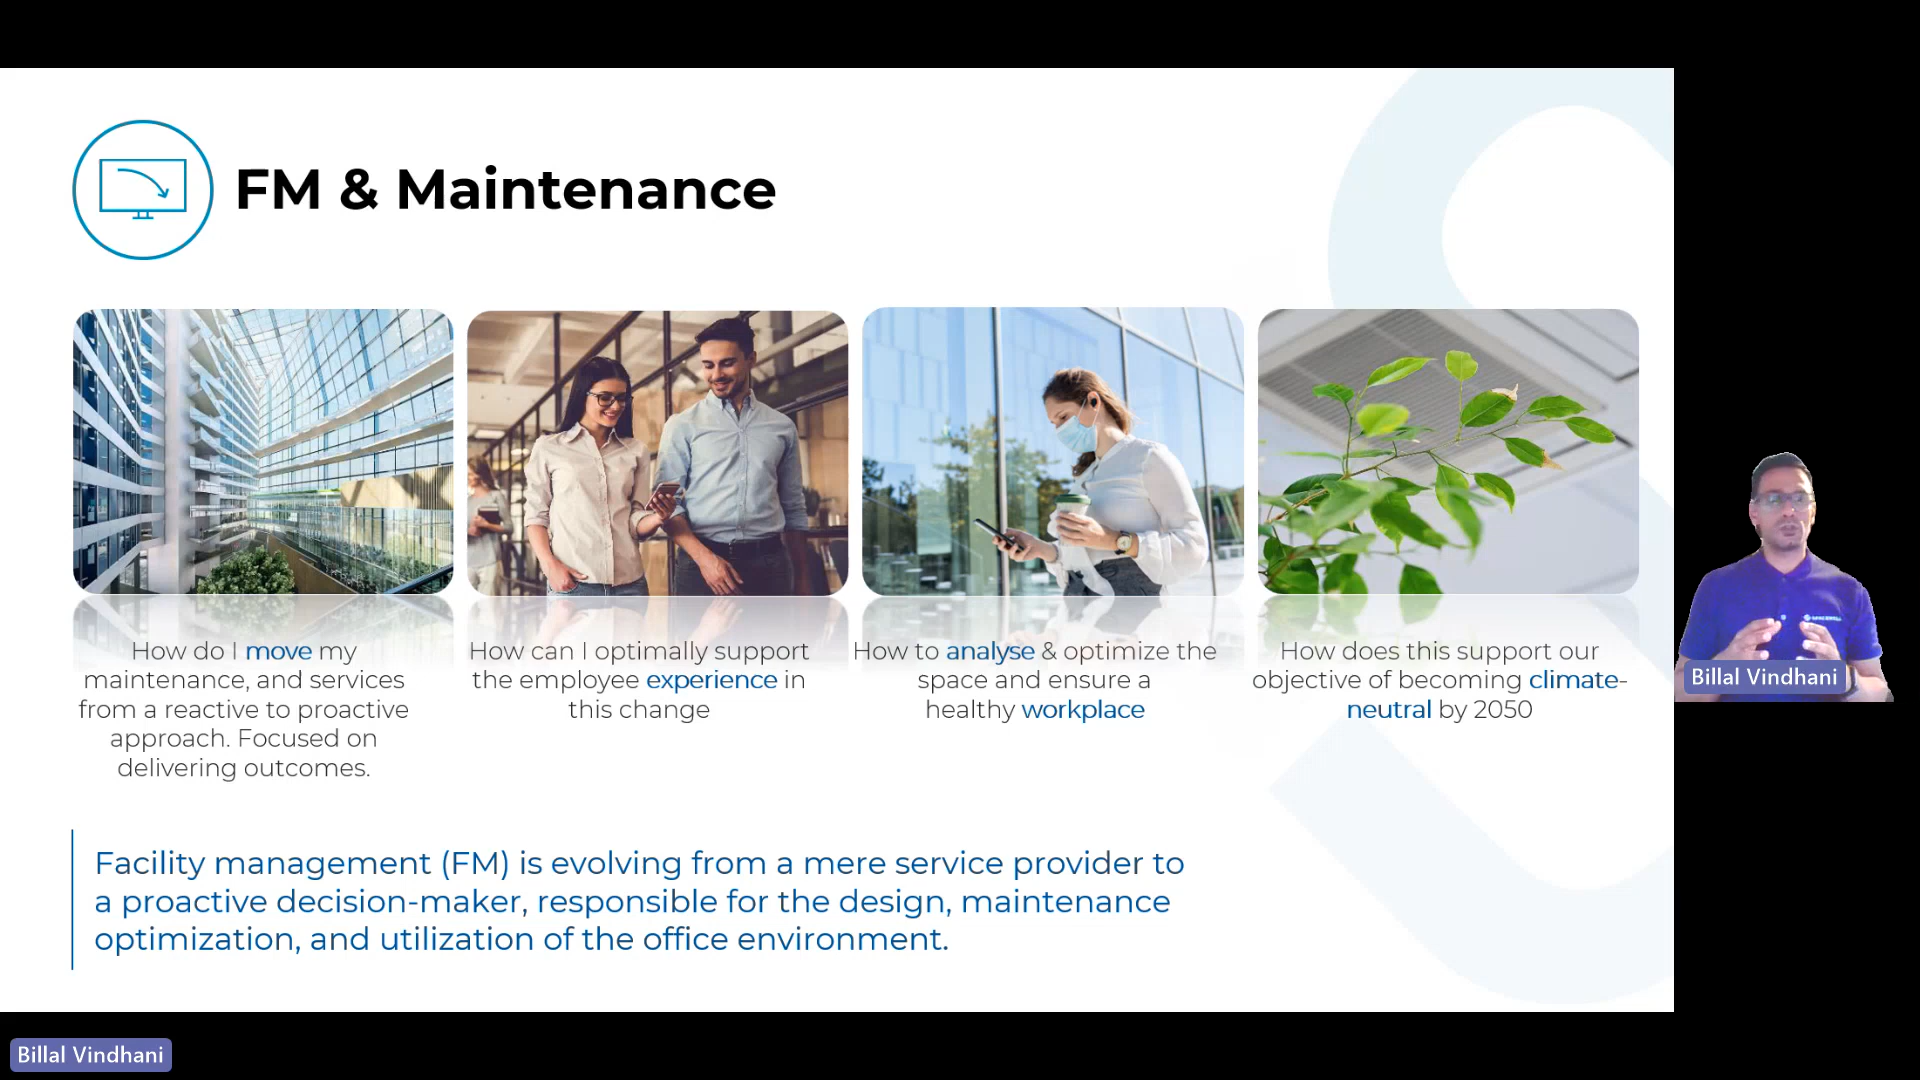 FM & Maintenance
How do I move my
maintenance, and services
from a reactive to proactive
approach. Focused on
delivering outcomes.
How can I optimally support
the employee experience in
this change
How to analyse & optimize the
space and ensure a
healthy workplace
How does this support our
objective of becoming climate-
neutral by 2050
Facility management (FM) is evolving from a mere service provider to
a proactive decision-maker, responsible for the design, maintenance
optimization, and utilization of the office environment.
Billal Vindhani
Billal Vindhani